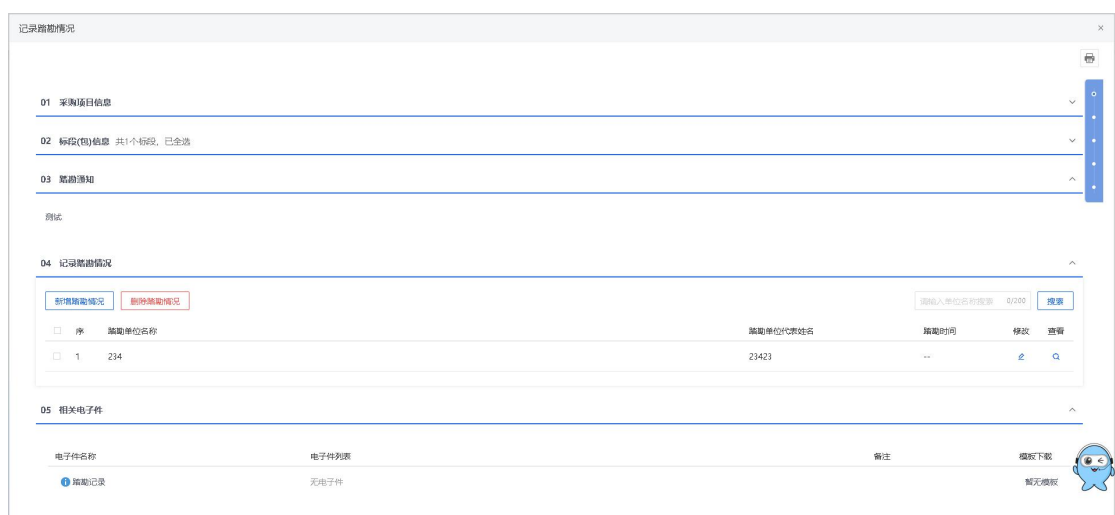 记录踏勘情况
01 采购项目信息
02 标段(包)信息 共1个标段，已全选
03 踏勘通知
测试
04 记录踏勘情况
新增踏勘情况 删除踏勘情况 请输入单位名称搜索 0/200 搜索
序 踏勘单位名称 踏勘单位代表姓名 踏勘时间 修改 查看
1 234 23423 --
05 相关电子件
电子件名称 电子件列表 备注 模板下载
踏勘记录 无电子件 暂无模板